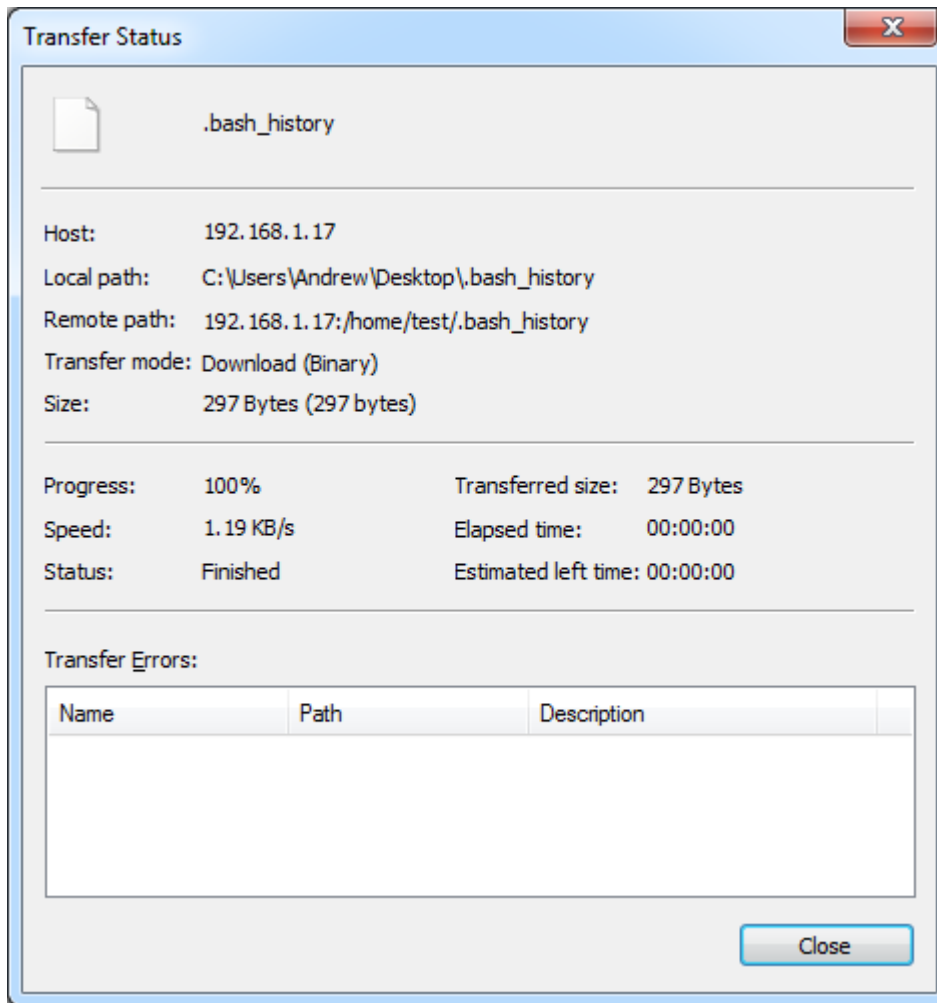 Transfer Status
.bash_history
Host: 192.168.1.17
Local path: C:\Users\Andrew\Desktop\.bash_history
Remote path: 192.168.1.17:/home/test/.bash_history
Transfer mode: Download (Binary)
Size: 297 Bytes (297 bytes)
Progress: 100% Transferred size: 297 Bytes
Speed: 1.19 KB/s Elapsed time: 00:00:00
Status: Finished Estimated left time: 00:00:00
Transfer Errors:
Name Path Description
Close